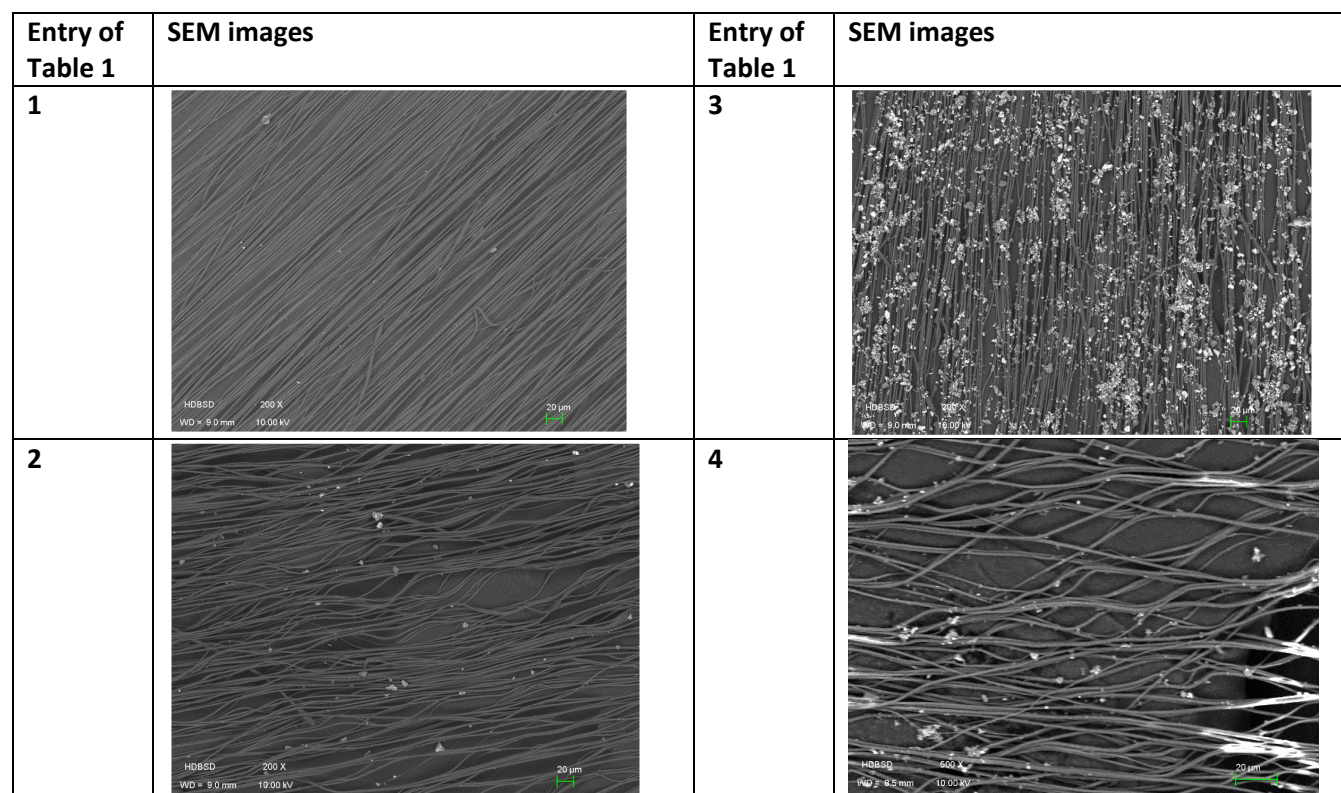 Entry of
Table 1
SEM images
Entry of
Table 1
SEM images
1
HDBSD 200 X
WD = 9.0 mm 10.00 kV
20 µm
3
HDBSD 200 X
WD = 9.0 mm 10.00 kV
20 µm
2
HDBSD 200 X
WD = 9.0 mm 10.00 kV
20 µm
4
HDBSD 500 X
WD = 8.5 mm 10.00 kV
20 µm